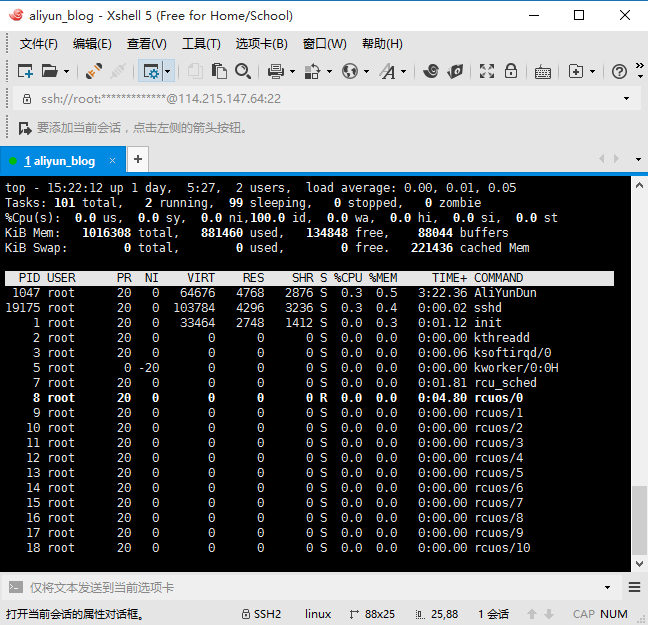 aliyun_blog - Xshell 5 (Free for Home/School)
文件(F) 编辑(E) 查看(V) 工具(T) 选项卡(B) 窗口(W) 帮助(H)
ssh://root:*************@114.215.147.64:22
要添加当前会话，点击左侧的箭头按钮。
1 aliyun_blog × +
top - 15:22:12 up 1 day, 5:27, 2 users, load average: 0.00, 0.01, 0.05
Tasks: 101 total, 2 running, 99 sleeping, 0 stopped, 0 zombie
%Cpu(s): 0.0 us, 0.0 sy, 0.0 ni,100.0 id, 0.0 wa, 0.0 hi, 0.0 si, 0.0 st
KiB Mem: 1016308 total, 881460 used, 134848 free, 88044 buffers
KiB Swap: 0 total, 0 used, 0 free. 221436 cached Mem
PID USER PR NI VIRT RES SHR S %CPU %MEM TIME+ COMMAND
1047 root 20 0 64676 4768 2876 S 0.3 0.5 3:22.36 AliYunDun
19175 root 20 0 103784 4296 3236 S 0.3 0.4 0:00.02 sshd
1 root 20 0 33464 2748 1412 S 0.0 0.3 0:01.12 init
2 root 20 0 0 0 0 S 0.0 0.0 0:00.00 kthreadd
3 root 20 0 0 0 0 S 0.0 0.0 0:00.06 ksoftirqd/0
5 root 0 -20 0 0 0 S 0.0 0.0 0:00.00 kworker/0:0H
7 root 20 0 0 0 0 S 0.0 0.0 0:01.81 rcu_sched
8 root 20 0 0 0 0 R 0.0 0.0 0:04.80 rcuos/0
9 root 20 0 0 0 0 S 0.0 0.0 0:00.00 rcuos/1
10 root 20 0 0 0 0 S 0.0 0.0 0:00.00 rcuos/2
11 root 20 0 0 0 0 S 0.0 0.0 0:00.00 rcuos/3
12 root 20 0 0 0 0 S 0.0 0.0 0:00.00 rcuos/4
13 root 20 0 0 0 0 S 0.0 0.0 0:00.00 rcuos/5
14 root 20 0 0 0 0 S 0.0 0.0 0:00.00 rcuos/6
15 root 20 0 0 0 0 S 0.0 0.0 0:00.00 rcuos/7
16 root 20 0 0 0 0 S 0.0 0.0 0:00.00 rcuos/8
17 root 20 0 0 0 0 S 0.0 0.0 0:00.00 rcuos/9
18 root 20 0 0 0 0 S 0.0 0.0 0:00.00 rcuos/10
仅将文本发送到当前选项卡
打开当前会话的属性对话框。 SSH2 linux 88x25 25,88 1 会话 CAP NUM